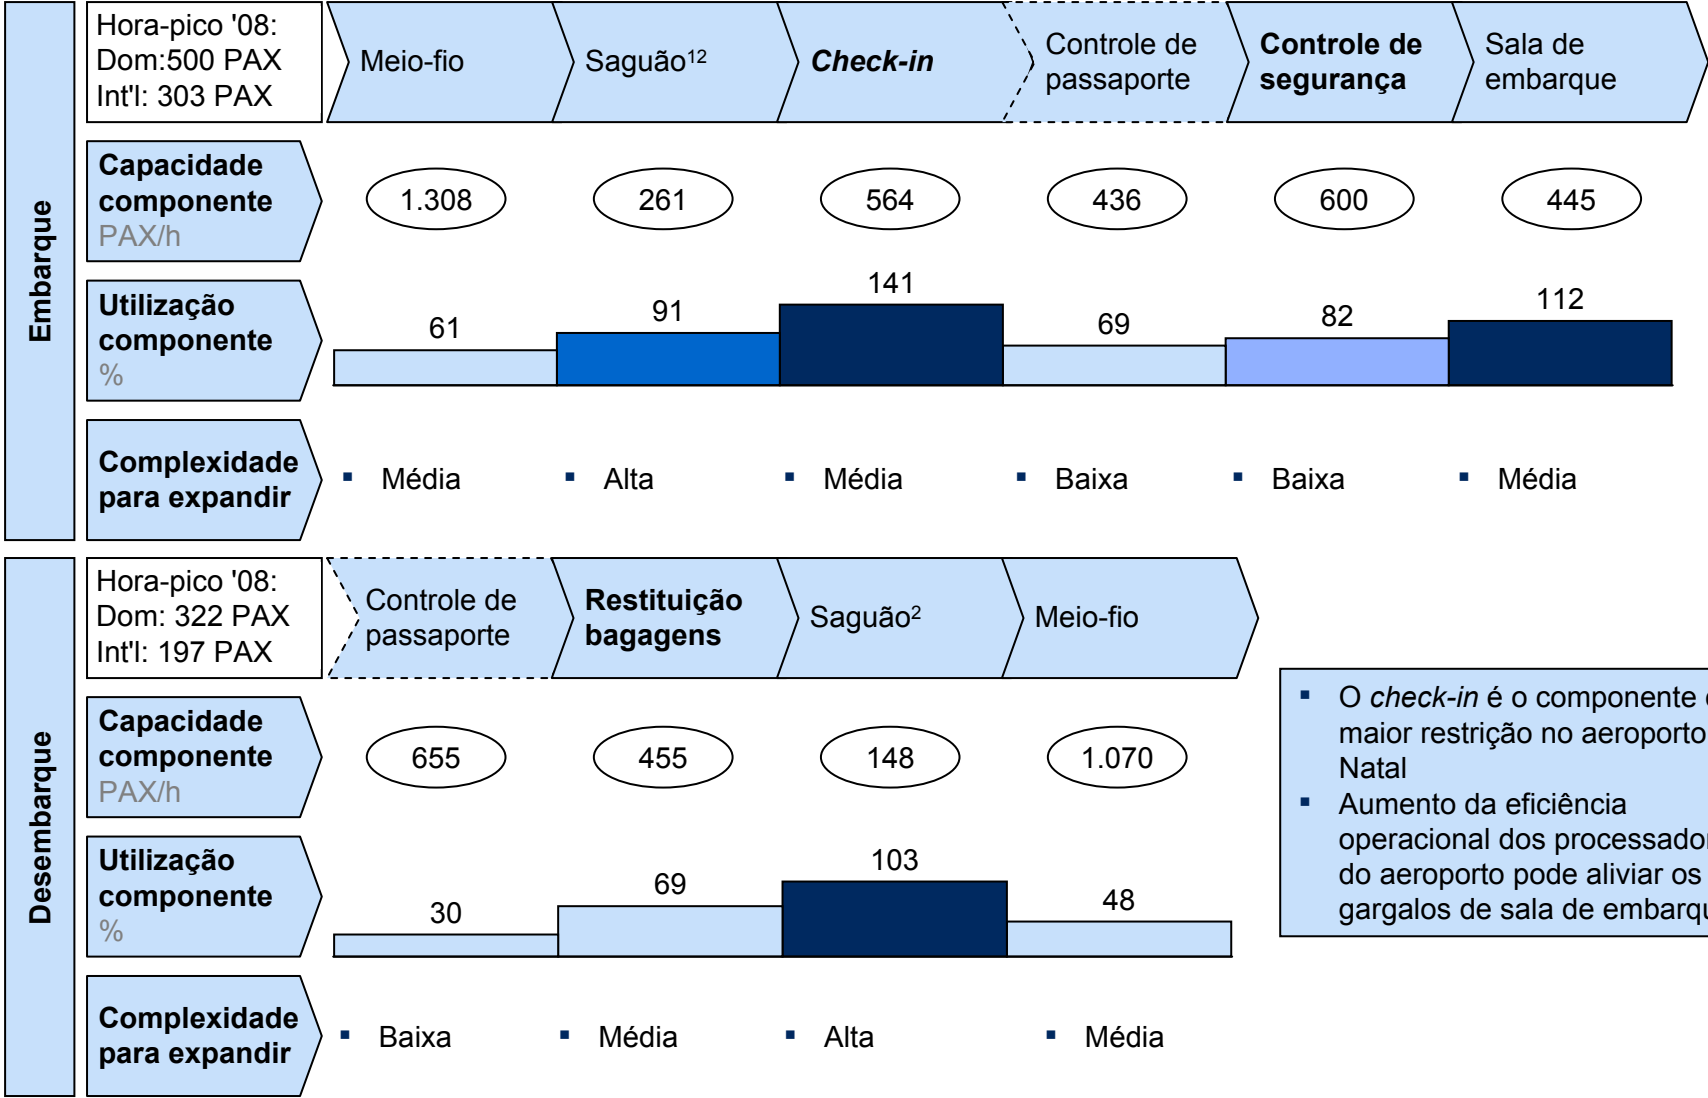 Embarque
Hora-pico '08:
Dom:500 PAX
Int'l: 303 PAX
Meio-fio
Saguão¹²
Check-in
Controle de
passaporte
Controle de
segurança
Sala de
embarque
Capacidade
componente
PAX/h
1.308
261
564
436
600
445
Utilização
componente
%
61
91
141
69
82
112
Complexidade
para expandir
▪ Média
▪ Alta
▪ Média
▪ Baixa
▪ Baixa
▪ Média
Desembarque
Hora-pico '08:
Dom: 322 PAX
Int'l: 197 PAX
Controle de
passaporte
Restituição
bagagens
Saguão²
Meio-fio
Capacidade
componente
PAX/h
655
455
148
1.070
Utilização
componente
%
30
69
103
48
Complexidade
para expandir
▪ Baixa
▪ Média
▪ Alta
▪ Média
▪ O check-in é o componente
maior restrição no aeroporto
Natal
▪ Aumento da eficiência
operacional dos
do aeroporto pode aliviar os
gargalos de sala de